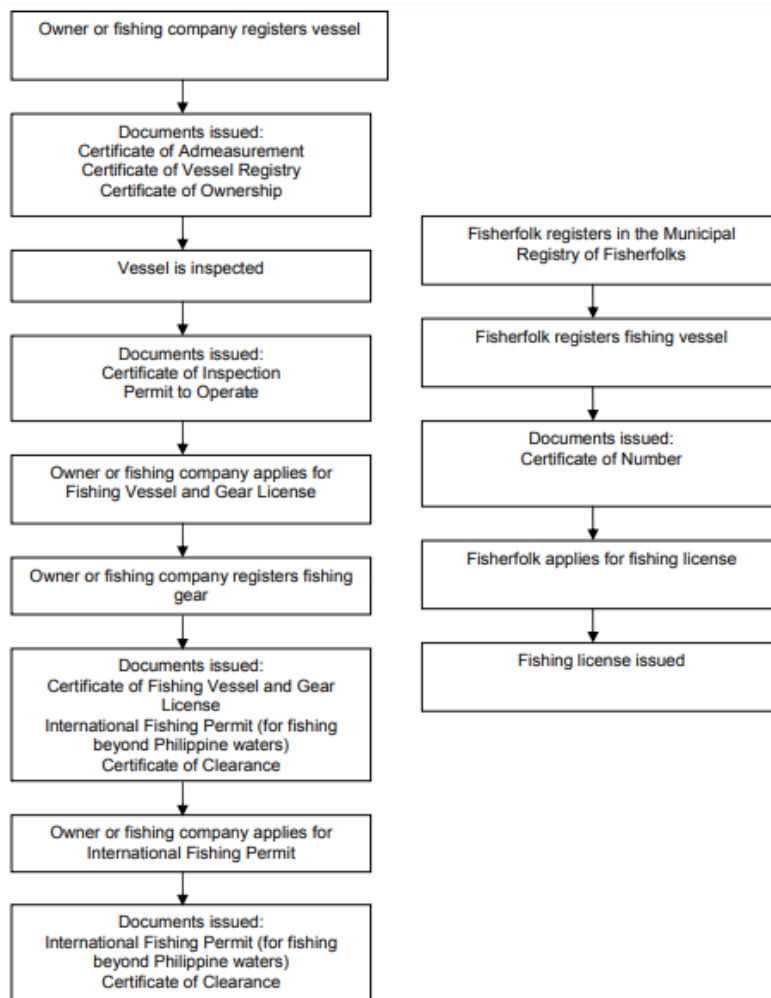 Owner or fishing company registers vessel
Documents issued:
Certificate of Admeasurement
Certificate of Vessel Registry
Certificate of Ownership
Vessel is inspected
Documents issued:
Certificate of Inspection
Permit to Operate
Owner or fishing company applies for
Fishing Vessel and Gear License
Owner or fishing company registers fishing
gear
Documents issued:
Certificate of Fishing Vessel and Gear
License
International Fishing Permit (for fishing
beyond Philippine waters)
Certificate of Clearance
Owner or fishing company applies for
International Fishing Permit
Documents issued:
International Fishing Permit (for fishing
beyond Philippine waters)
Certificate of Clearance
Fisherfolk registers in the Municipal
Registry of Fisherfolks
Fisherfolk registers fishing vessel
Documents issued:
Certificate of Number
Fisherfolk applies for fishing license
Fishing license issued